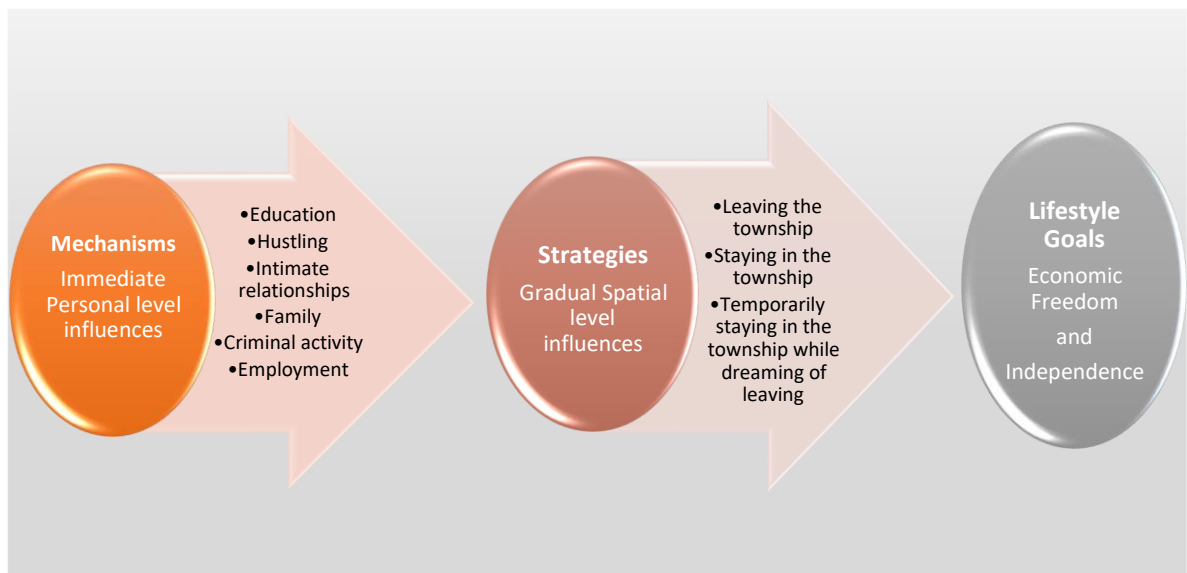 Mechanisms
Immediate
Personal level
influences
•Education
•Hustling
•Intimate
relationships
•Family
•Criminal activity
•Employment
Strategies
Gradual Spatial
level
influences
•Leaving the
township
•Staying in the
township
•Temporarily
staying in the
township while
dreaming of
leaving
Lifestyle
Goals
Economic
Freedom
and
Independence